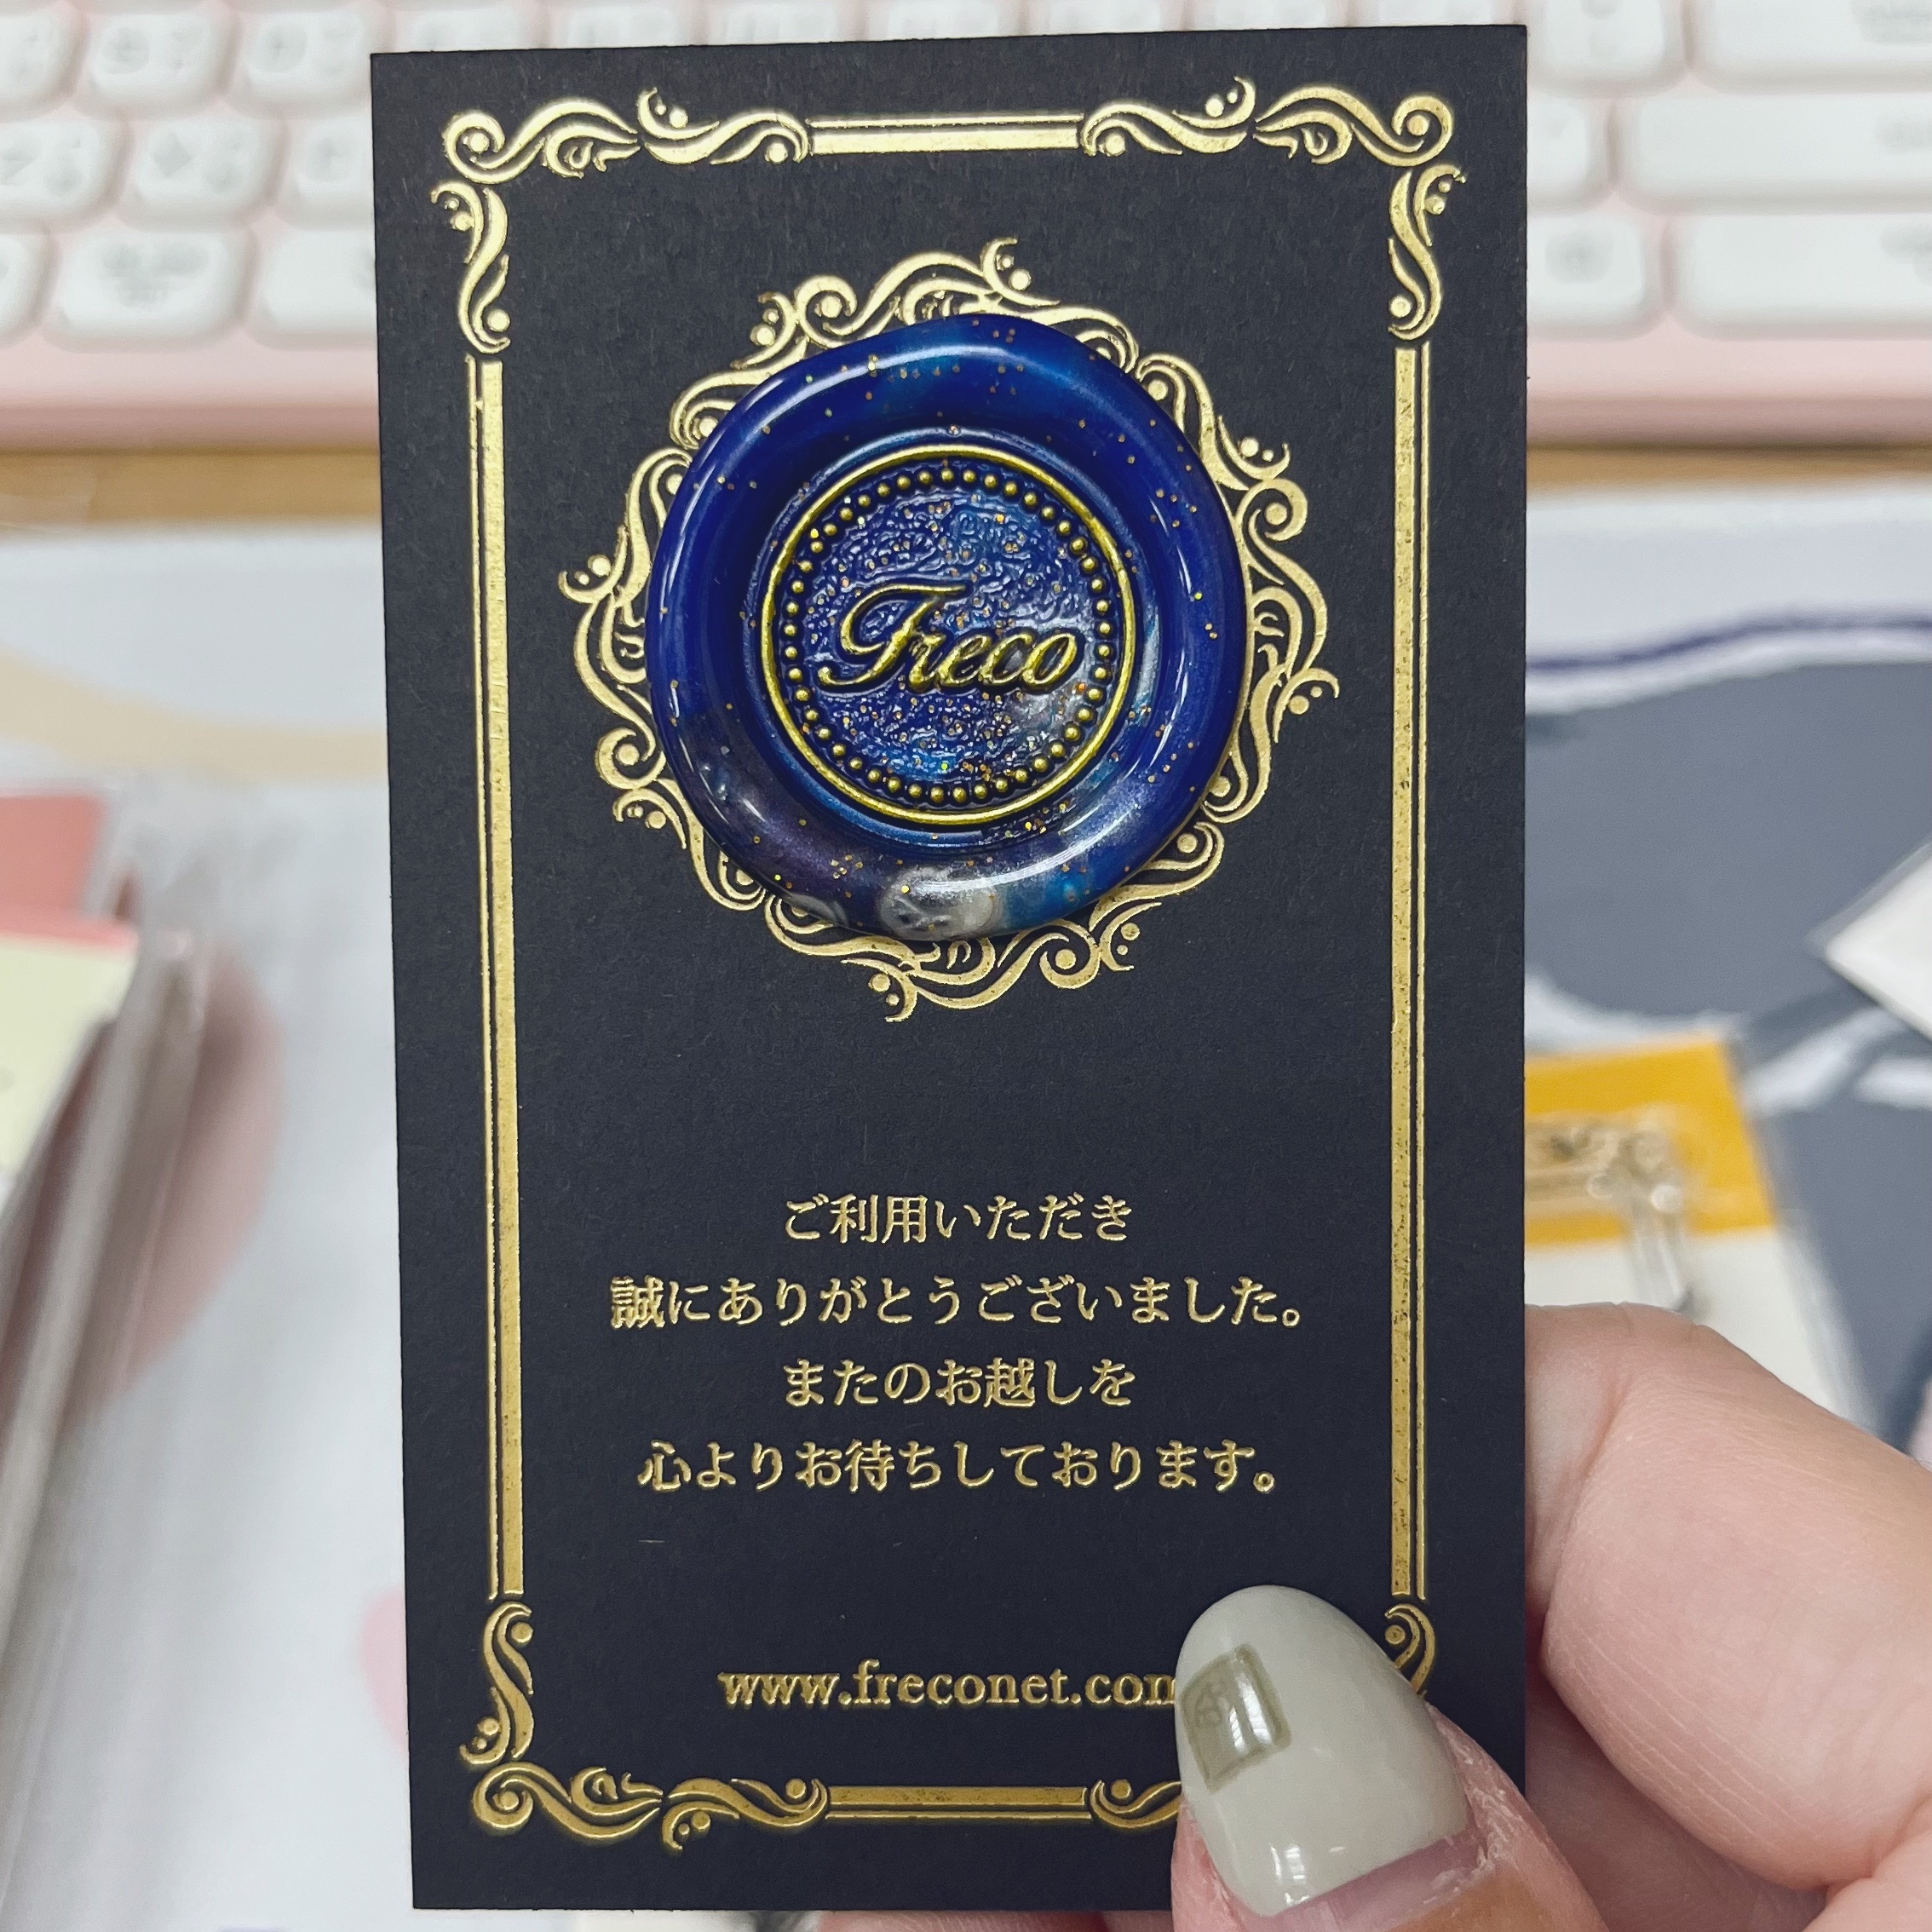 Freco
ご利用いただき
誠にありがとうございました。
またのお越しを
心よりお待ちしております。
www.freconet.com